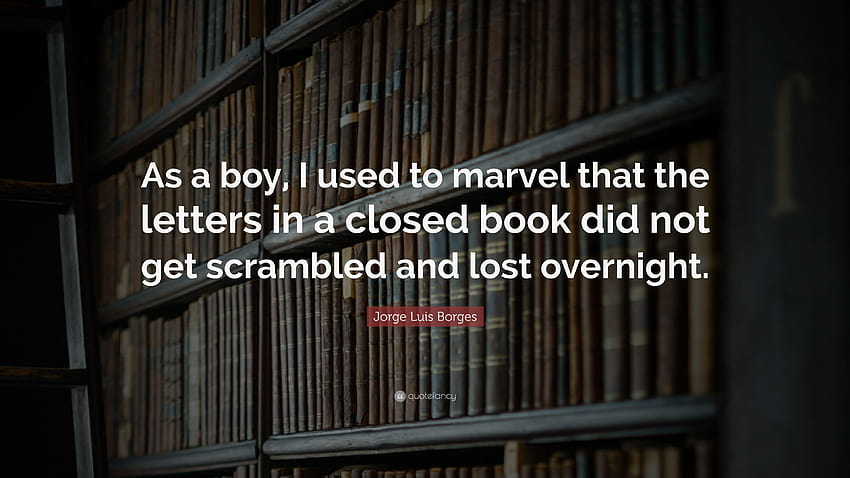 As a boy, I used to marvel that the
letters in a closed book did not
get scrambled and lost overnight.
Jorge Luis Borges
quotefancy